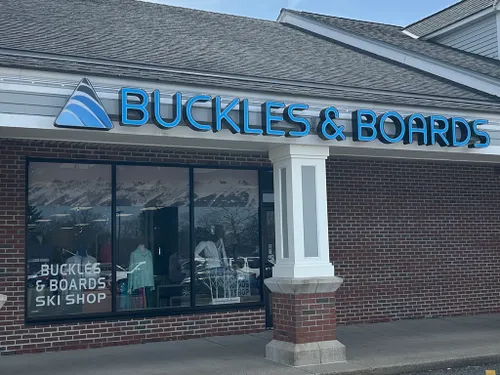 BUCKLES & BOARDS
BUCKLES
& BOARDS
SKI SHOP